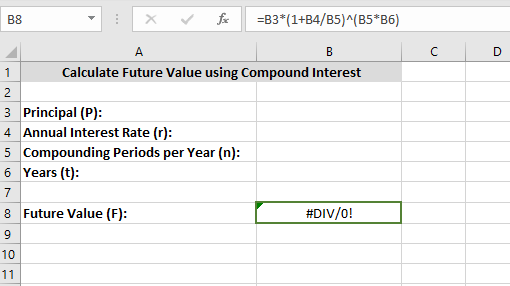 B8 fx =B3*(1+B4/B5)^(B5*B6)
A B C D
1 Calculate Future Value using Compound Interest
2
3 Principal (P):
4 Annual Interest Rate (r):
5 Compounding Periods per Year (n):
6 Years (t):
7
8 Future Value (F): #DIV/0!
9
10
11